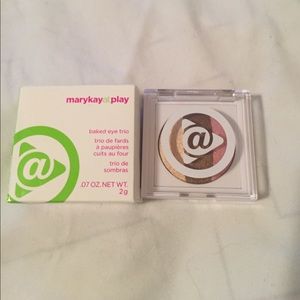 marykay@play
baked eye trio
trio de fards
à paupières
cuits au four
trio de
sombras
.07 OZ. NET WT.
2g
@
@